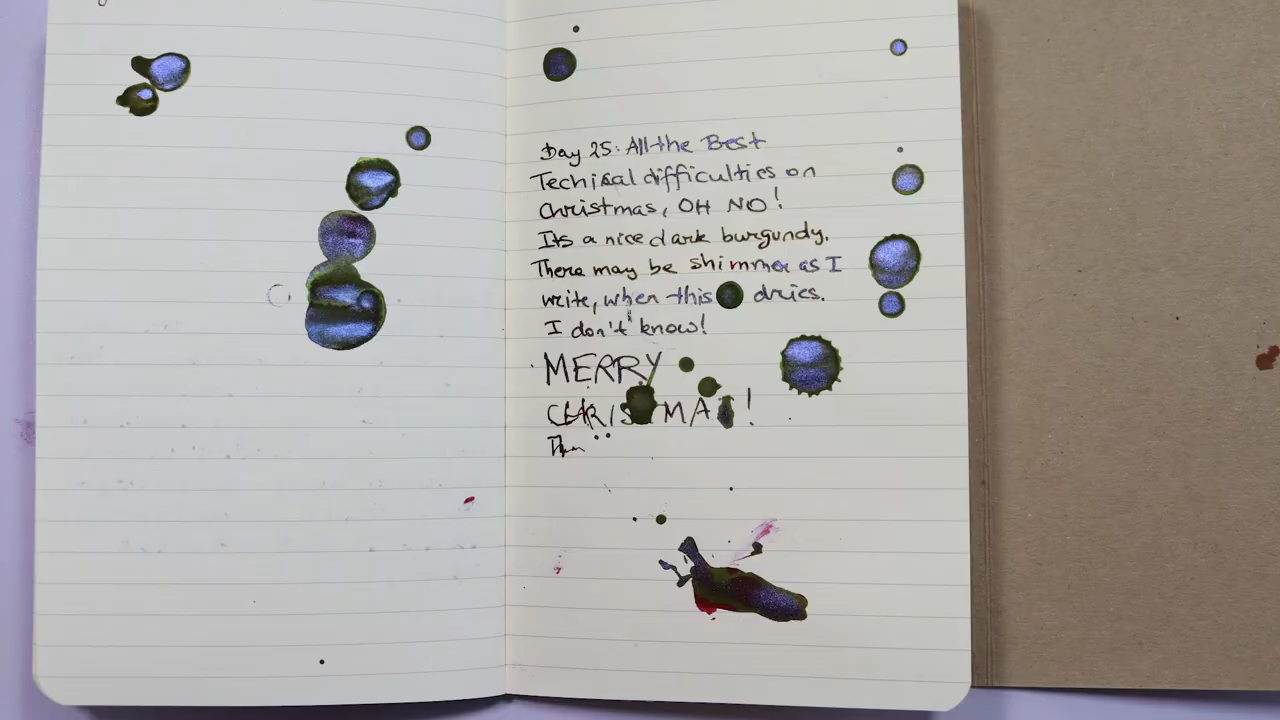 Day 25: All the Best
Techical difficulties on
Christmas, OH NO!
Its a nice dark burgundy.
There may be shimmer as I
write, when this dries.
I don't know!
MERRY
CHRISTMAS!